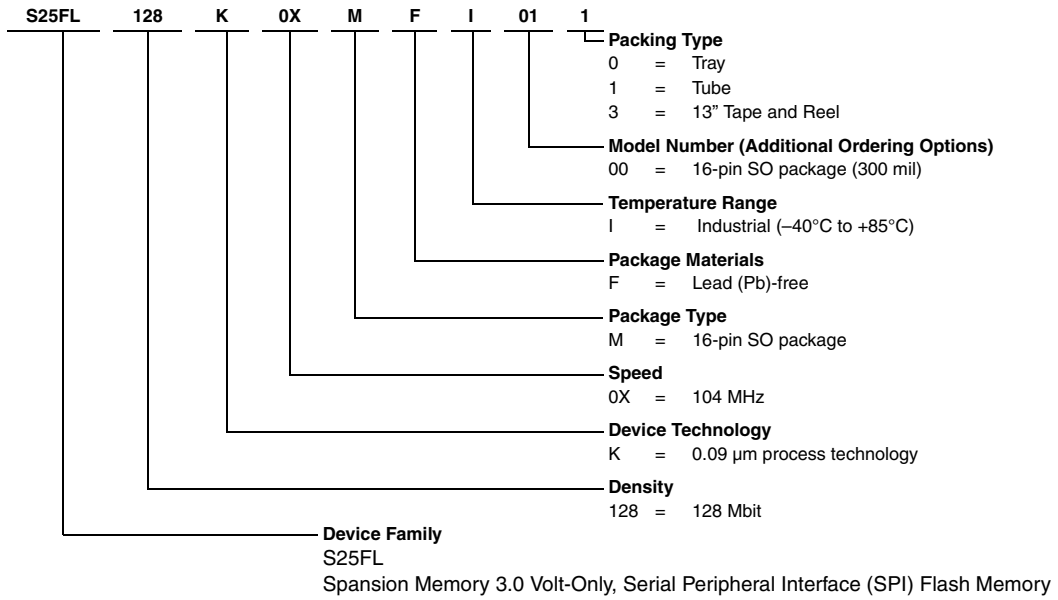 S25FL 128 K 0X M F I 01 1
Packing Type
0 = Tray
1 = Tube
3 = 13” Tape and Reel
Model Number (Additional Ordering Options)
00 = 16-pin SO package (300 mil)
Temperature Range
I = Industrial (–40°C to +85°C)
Package Materials
F = Lead (Pb)-free
Package Type
M = 16-pin SO package
Speed
0X = 104 MHz
Device Technology
K = 0.09 µm process technology
Density
128 = 128 Mbit
Device Family
S25FL
Spansion Memory 3.0 Volt-Only, Serial Peripheral Interface (SPI) Flash Memory